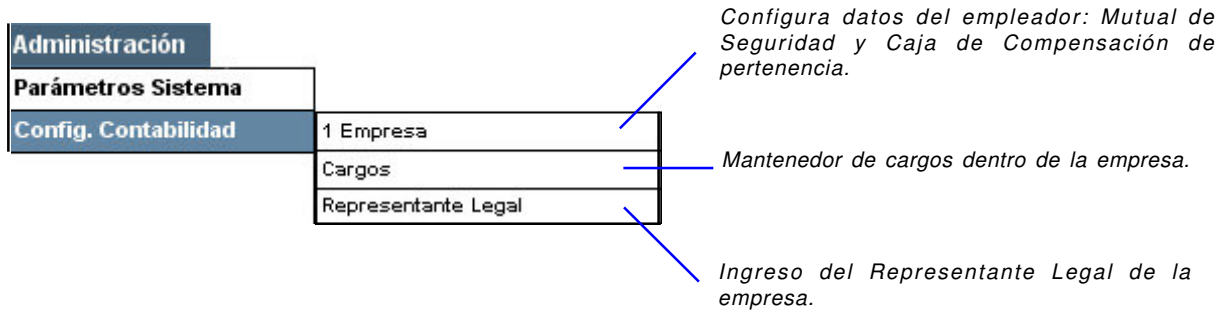 Configura datos del empleador: Mutual de
Seguridad y Caja de Compensación de
pertenencia.
Administración
Parámetros Sistema
Config. Contabilidad
1 Empresa
Cargos
Mantenedor de cargos dentro de la empresa.
Representante Legal
Ingreso del Representante Legal de la
empresa.